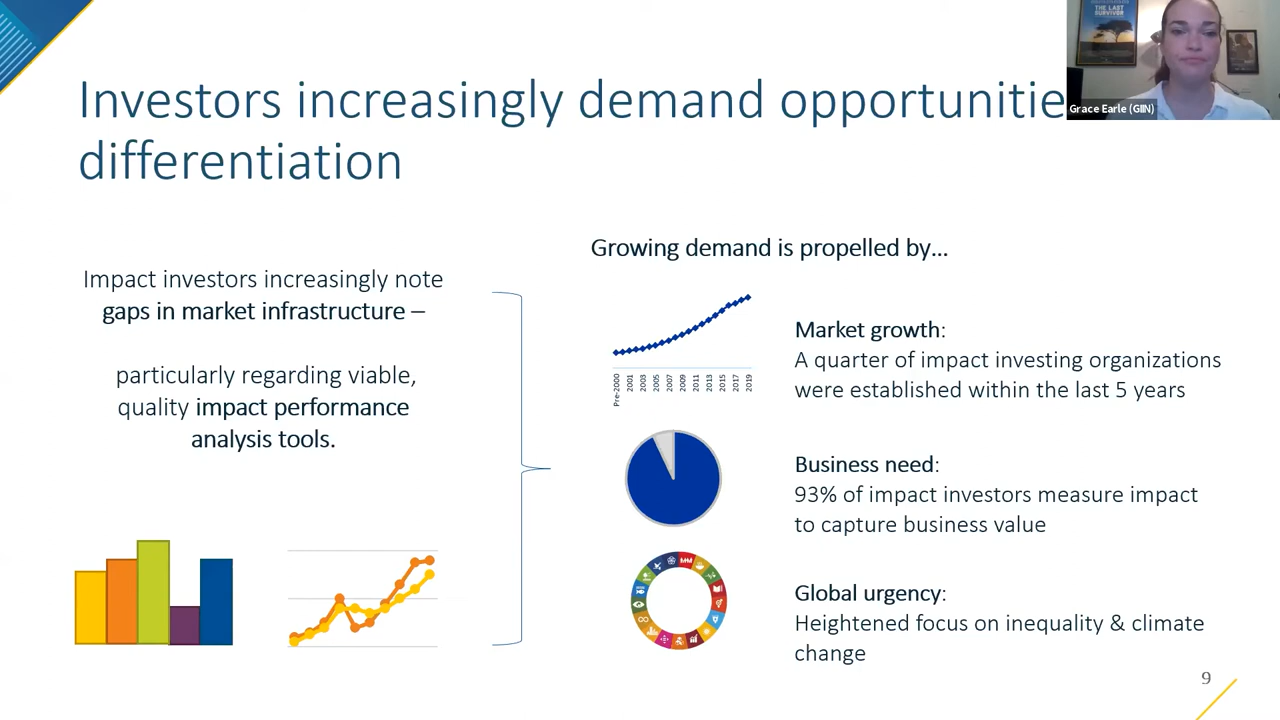 THE LAST
SURVIVOR
Grace Earle (GIIN)
Investors increasingly demand opportunitie
differentiation
Impact investors increasingly note
gaps in market infrastructure –
particularly regarding viable,
quality impact performance
analysis tools.
Growing demand is propelled by...
Pre-2000
2001
2003
2005
2007
2009
2011
2013
2015
2017
2019
Market growth:
A quarter of impact investing organizations
were established within the last 5 years
Business need:
93% of impact investors measure impact
to capture business value
Global urgency:
Heightened focus on inequality & climate
change
9